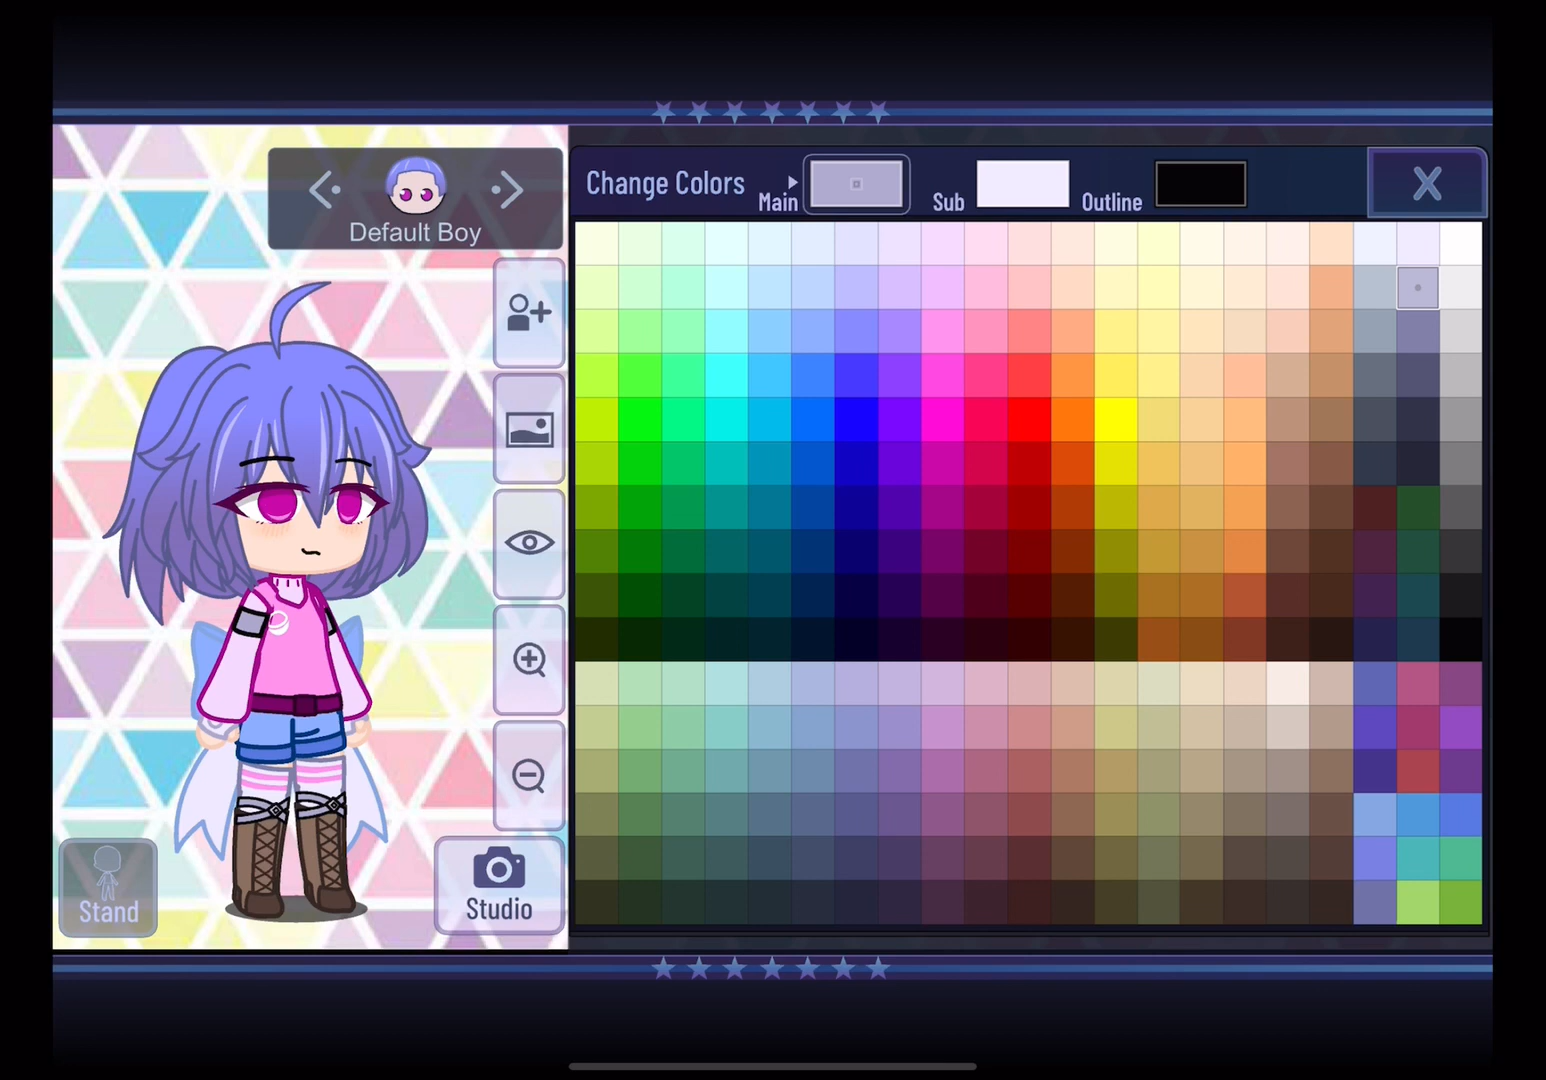 Default Boy
Change Colors
Main
Sub
Outline
X
Stand
Studio